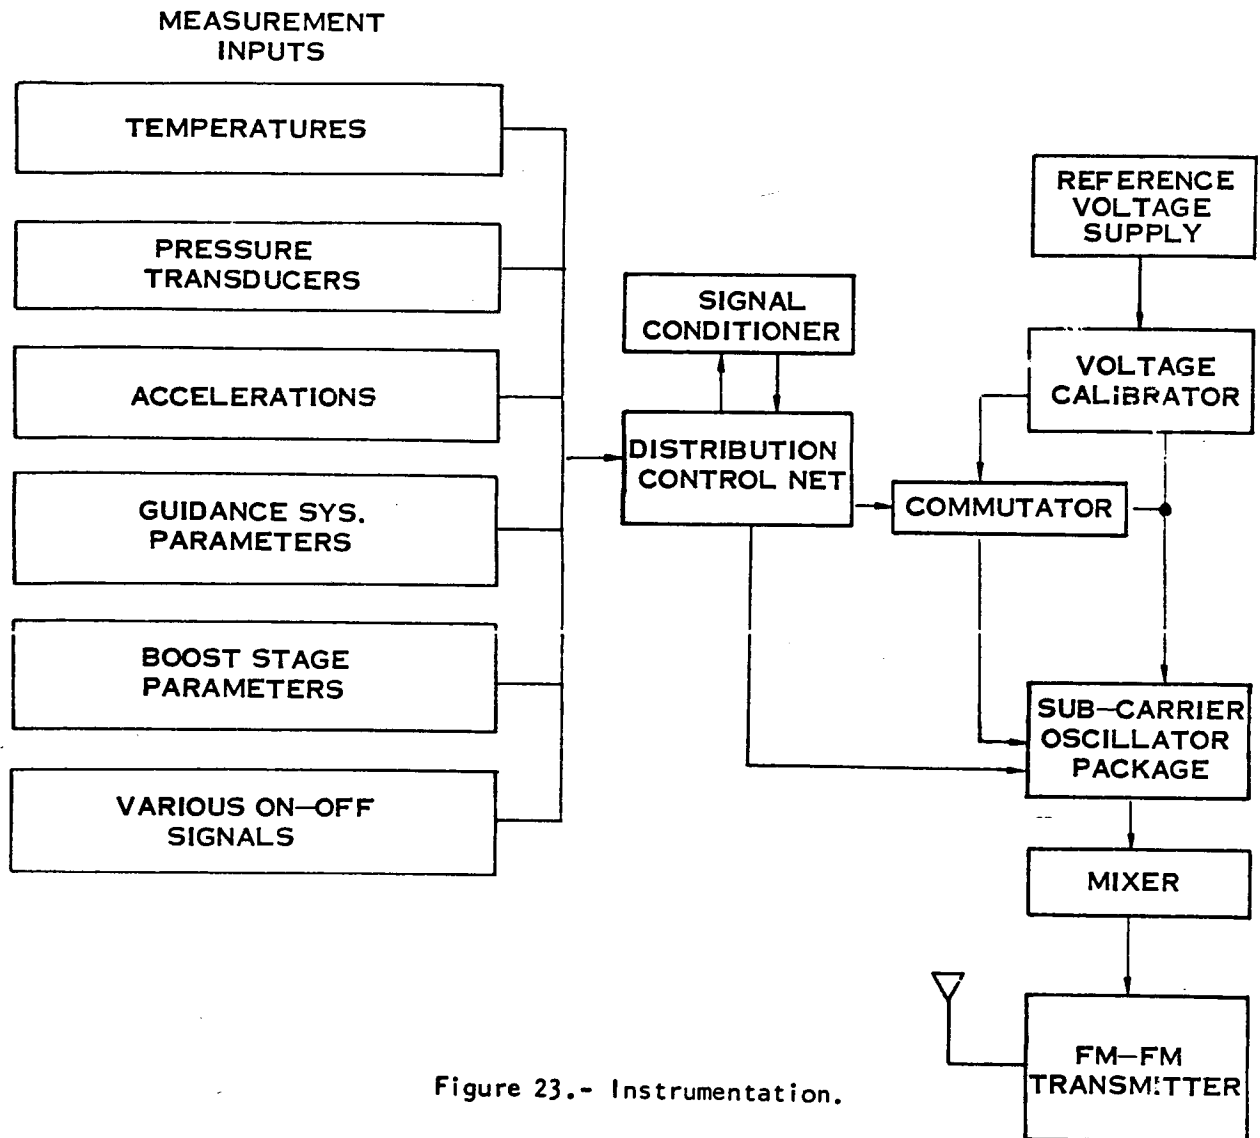 MEASUREMENT
INPUTS
TEMPERATURES
PRESSURE
TRANSDUCERS
ACCELERATIONS
GUIDANCE SYS.
PARAMETERS
BOOST STAGE
PARAMETERS
VARIOUS ON—OFF
SIGNALS
SIGNAL
CONDITIONER
DISTRIBUTION
CONTROL NET
REFERENCE
VOLTAGE
SUPPLY
VOLTAGE
CALIBRATOR
COMMUTATOR
SUB—CARRIER
OSCILLATOR
PACKAGE
MIXER
FM—FM
TRANSMITTER
Figure 23.- Instrumentation.